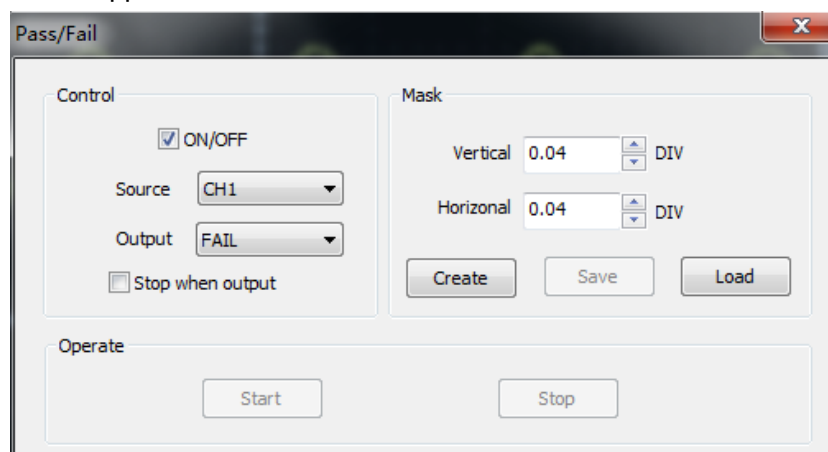 Pass/Fail
Control
ON/OFF
Source CH1
Output FAIL
Stop when output
Mask
Vertical 0.04 DIV
Horizonal 0.04 DIV
Create Save Load
Operate
Start Stop